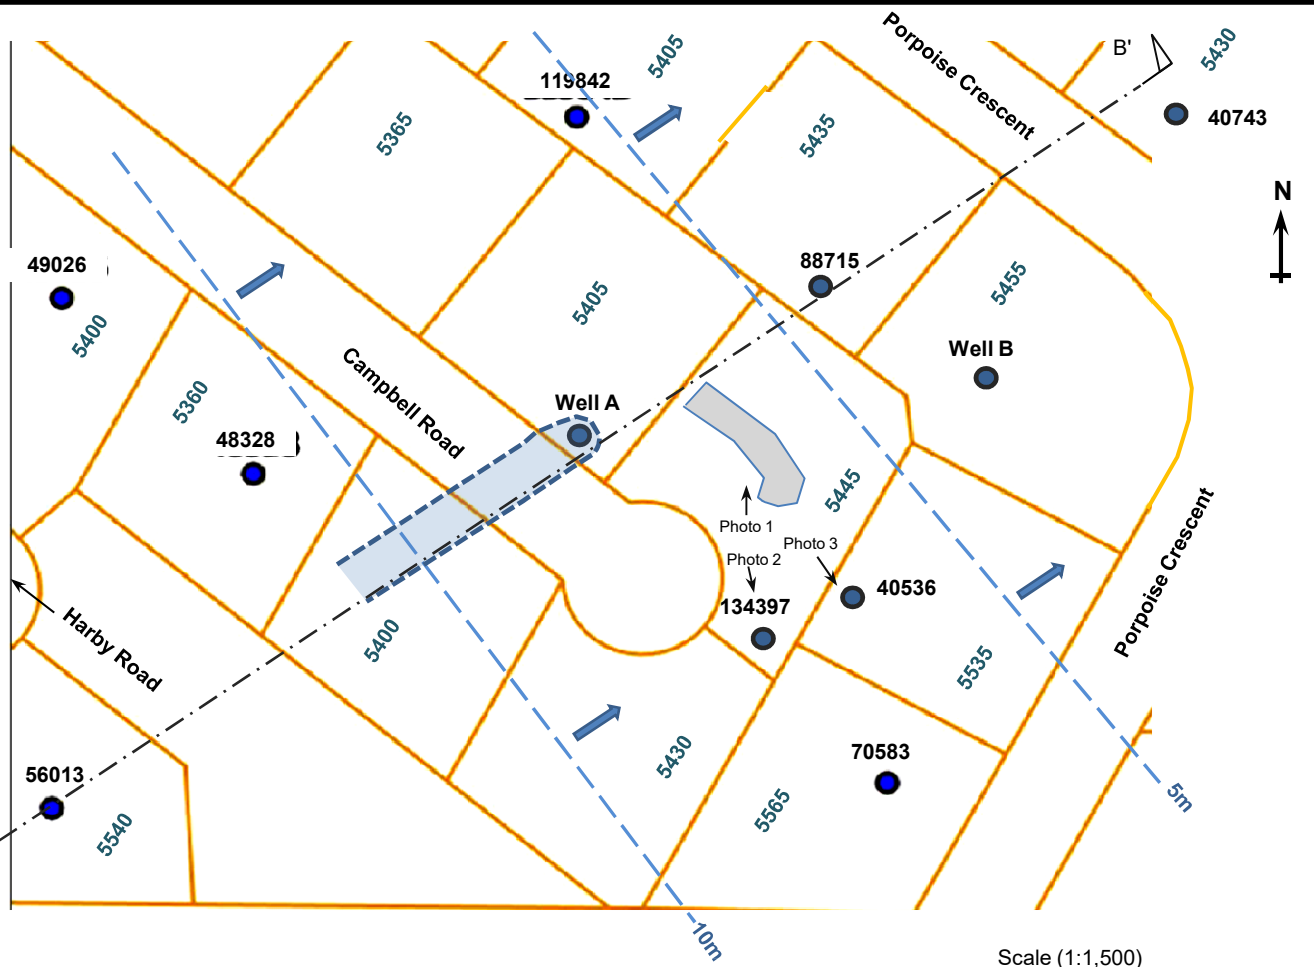 Porpoise Crescent
B'
5430
5405
119842
40743
5365
5435
N
49026
88715
5400
5405
5455
Campbell Road
Well B
5360
Well A
48328
5445
Photo 1
Photo 3
Photo 2
40536
134397
Porpoise Crescent
Harby Road
5400
5535
5430
70583
56013
5m
5565
5540
10m
Scale (1:1,500)